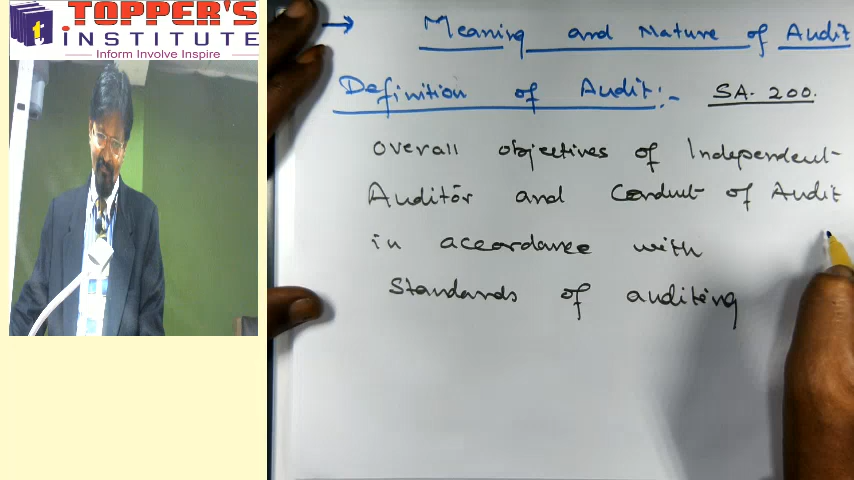 TOPPER'S
t
iNSTITUTE
Inform Involve Inspire
→ Meaning and Nature of Audit
Definition of Audit:- SA. 200.
Overall objectives of Independent
Auditor and Conduct of Audit
in accordance with
Standards of auditing